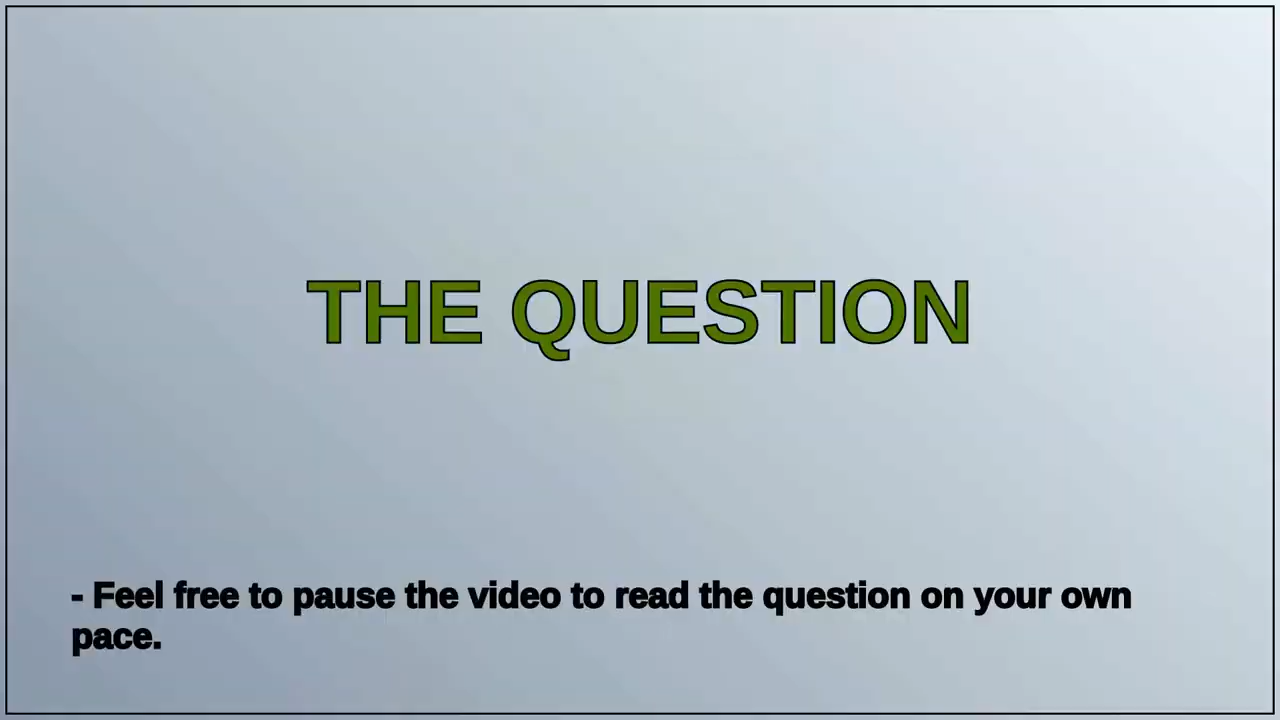 THE QUESTION
- Feel free to pause the video to read the question on your own
pace.